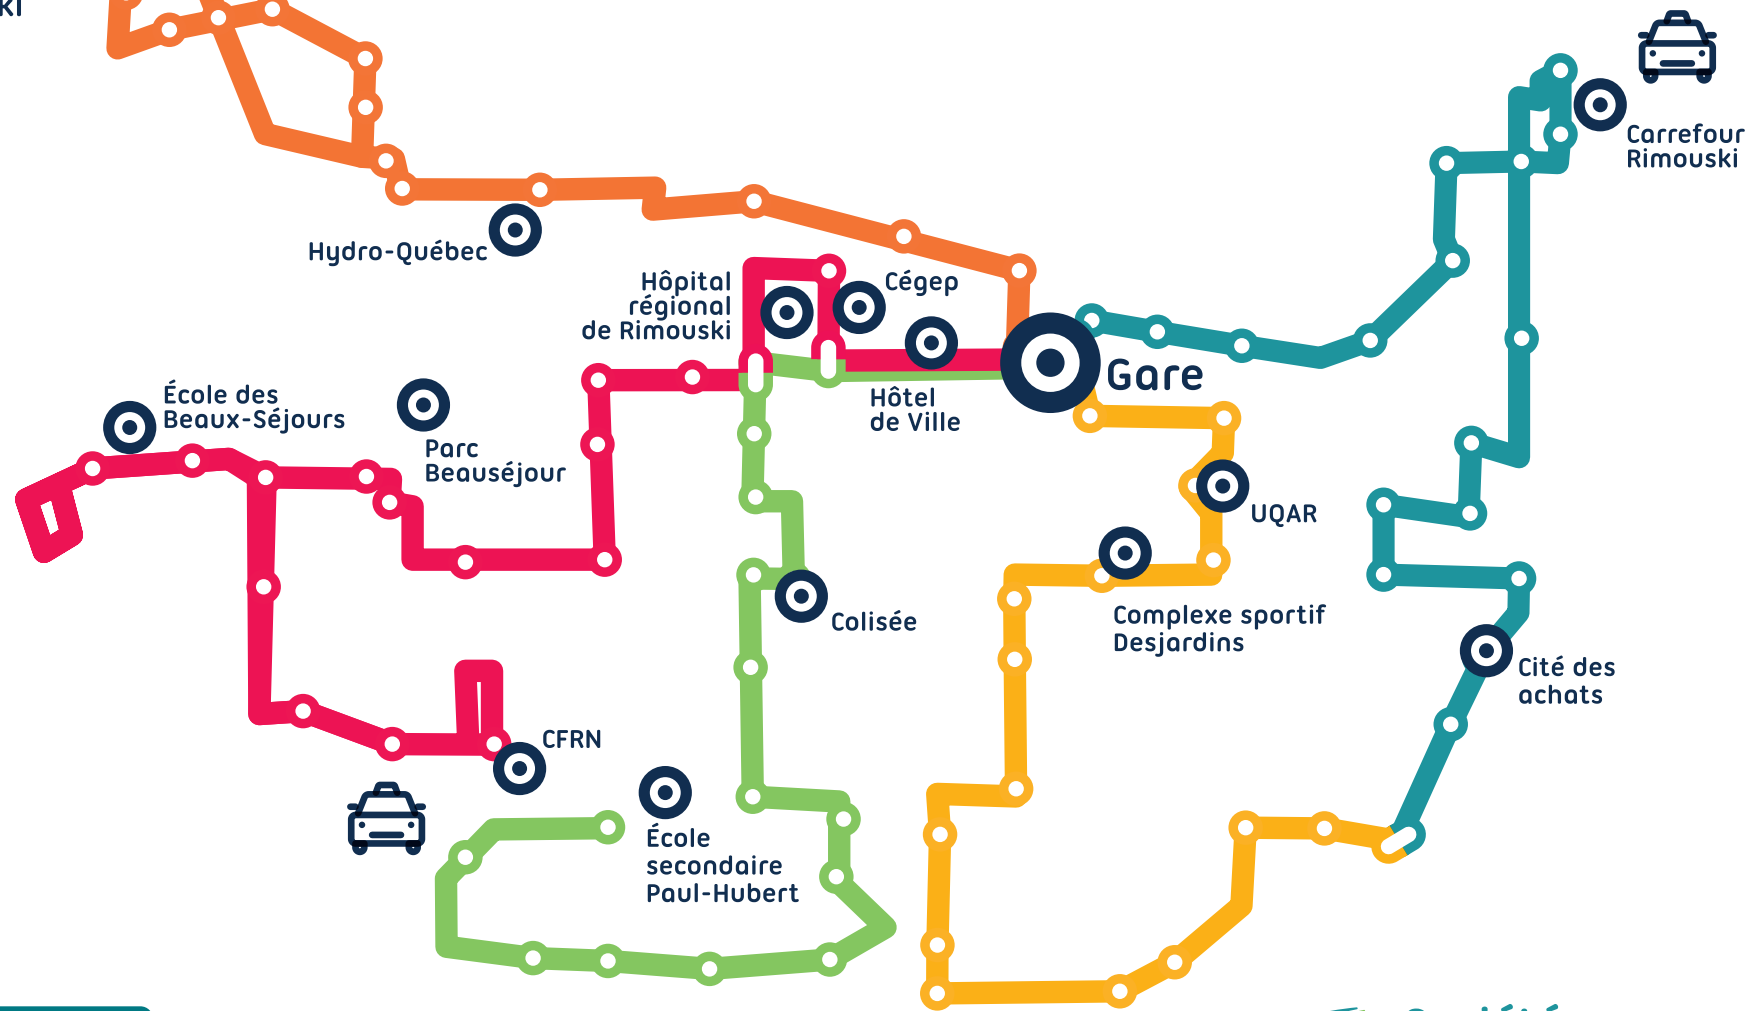 KI
Carrefour
Rimouski
Hydro-Québec
Hôpital
régional
de Rimouski
Cégep
Gare
Hôtel
de Ville
École des
Beaux-Séjours
Parc
Beauséjour
UQAR
Colisée
Complexe sportif
Desjardins
Cité des
achats
CFRN
École
secondaire
Paul-Hubert